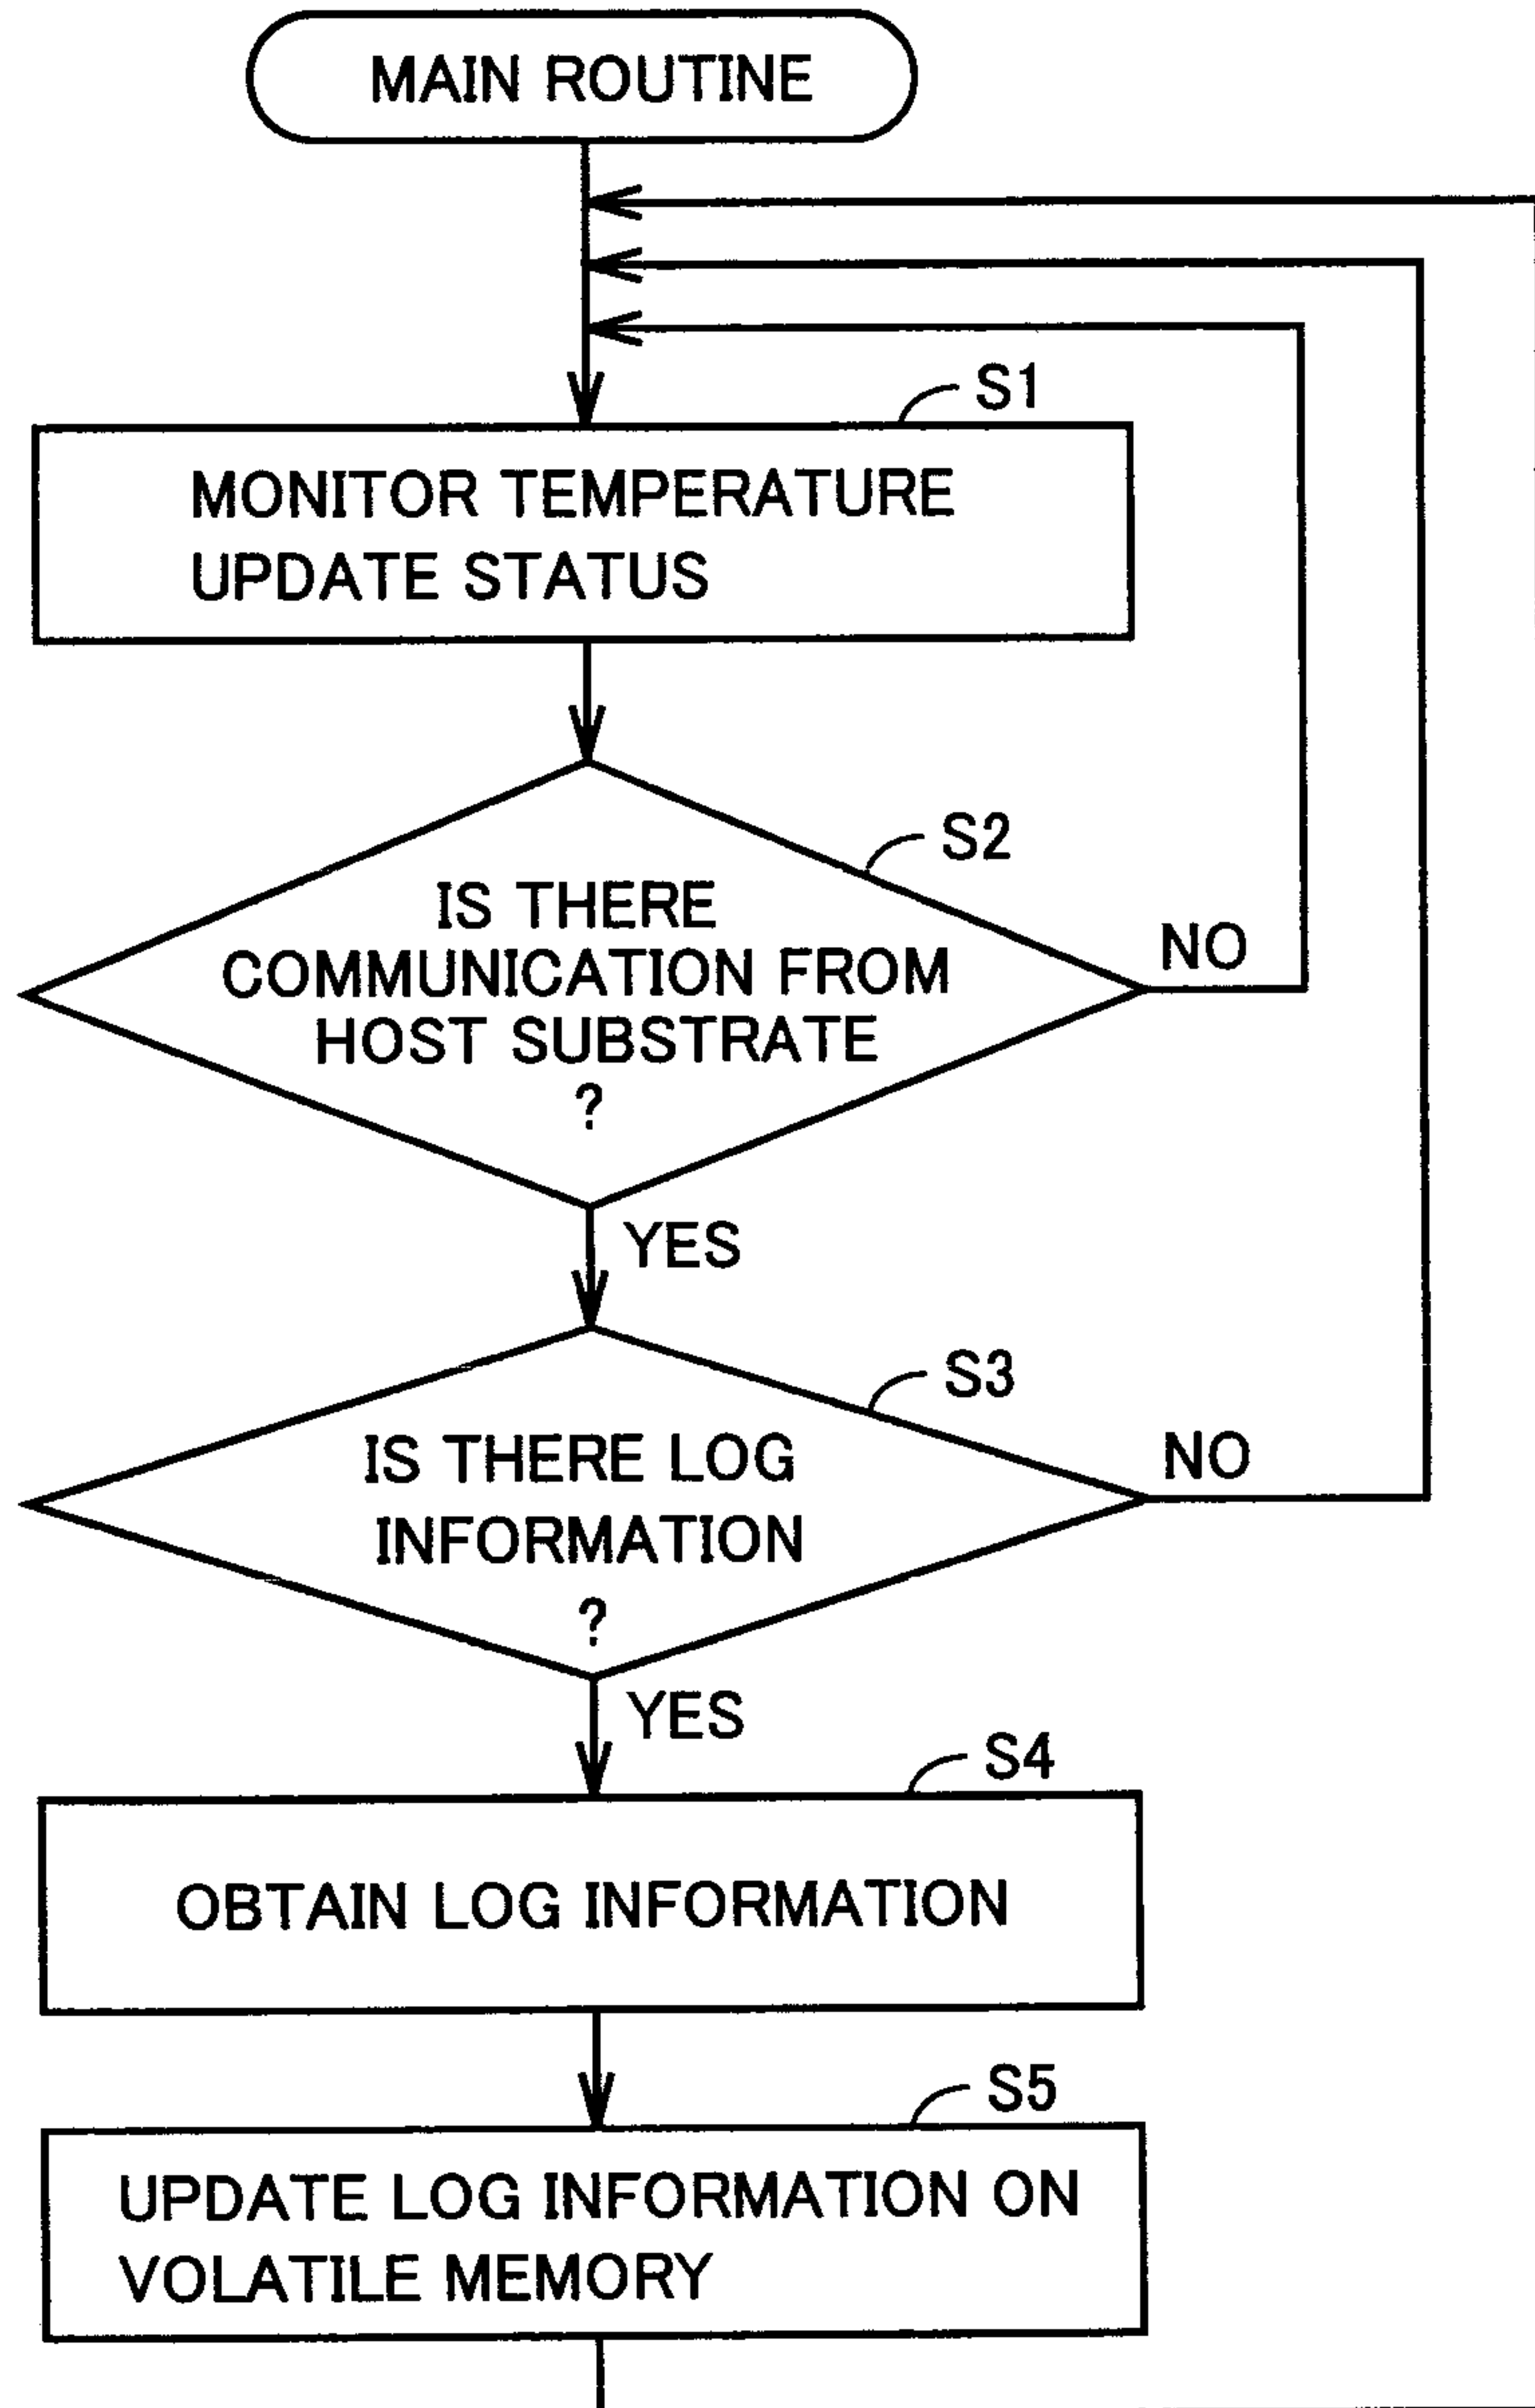 MAIN ROUTINE
S1
MONITOR TEMPERATURE
UPDATE STATUS
S2
IS THERE
COMMUNICATION FROM
HOST SUBSTRATE
?
NO
YES
S3
IS THERE LOG
INFORMATION
?
NO
YES
S4
OBTAIN LOG INFORMATION
S5
UPDATE LOG INFORMATION ON
VOLATILE MEMORY